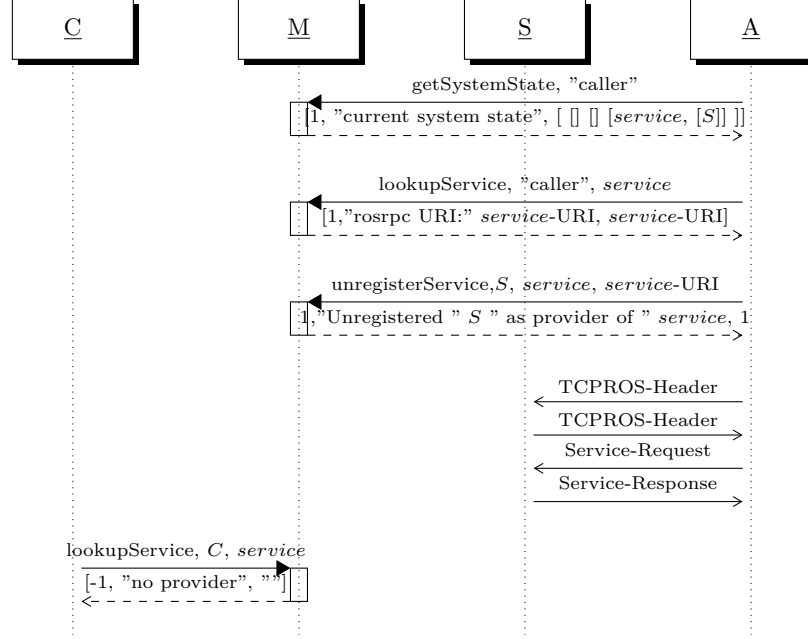 C M S A
getSystemState, ”caller”
[1, ”current system state”, [ [] [] [service, [S]] ]]
lookupService, ”caller”, service
[1,”rosrpc URI:” service-URI, service-URI]
unregisterService,S, service, service-URI
1,”Unregistered ” S ” as provider of ” service, 1
TCPROS-Header
TCPROS-Header
Service-Request
Service-Response
lookupService, C, service
[-1, ”no provider”, ””]